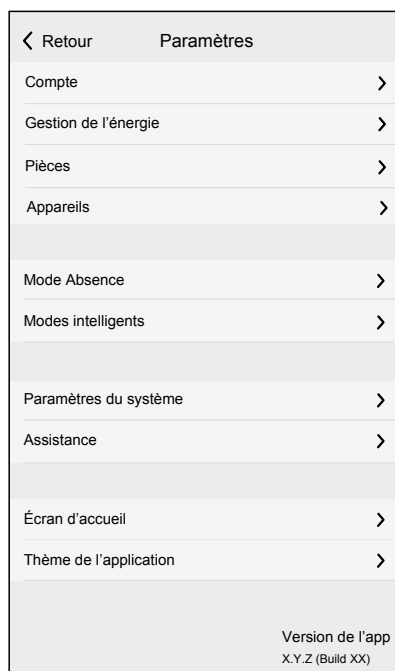 Retour Paramètres
Compte
Gestion de l’énergie
Pièces
Appareils
Mode Absence
Modes intelligents
Paramètres du système
Assistance
Écran d’accueil
Thème de l’application
Version de l’app
X.Y.Z (Build XX)